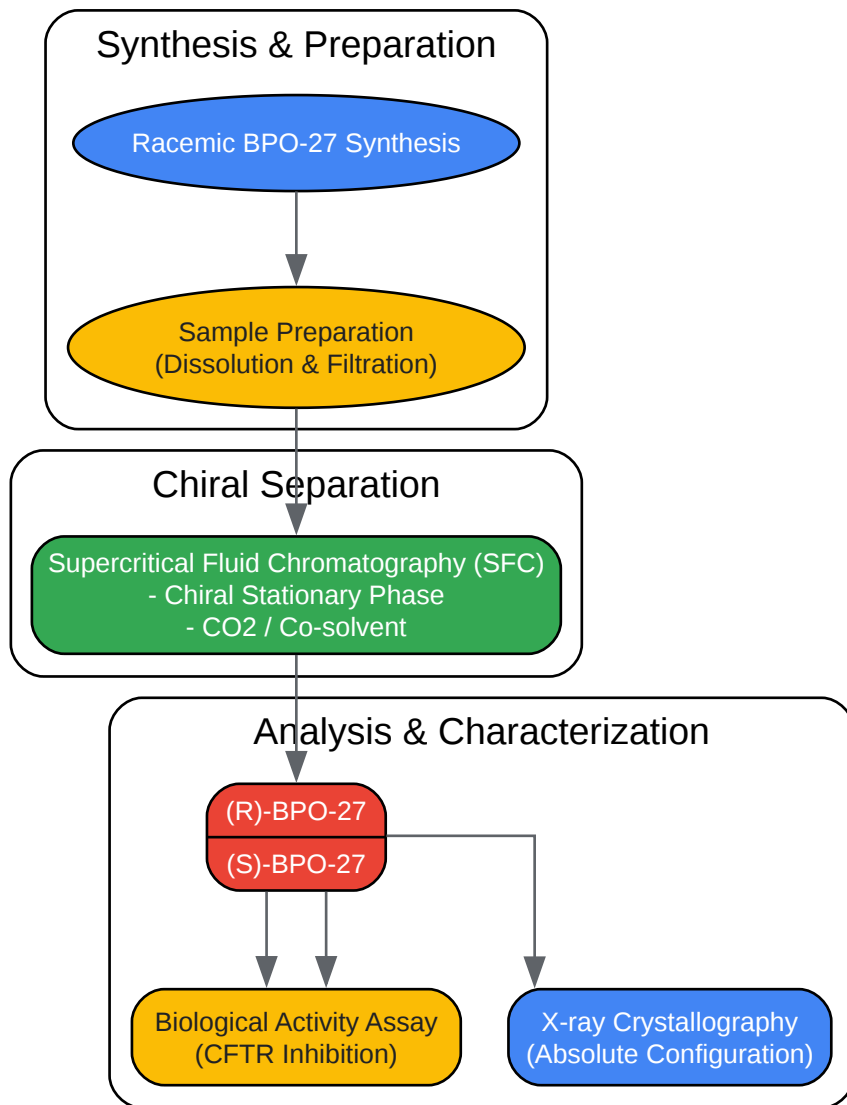 Synthesis & Preparation
Racemic BPO-27 Synthesis
Sample Preparation
(Dissolution & Filtration)
Chiral Separation
Supercritical Fluid Chromatography (SFC)
- Chiral Stationary Phase
- CO2 / Co-solvent
Analysis & Characterization
(R)-BPO-27
(S)-BPO-27
Biological Activity Assay
(CFTR Inhibition)
X-ray Crystallography
(Absolute Configuration)